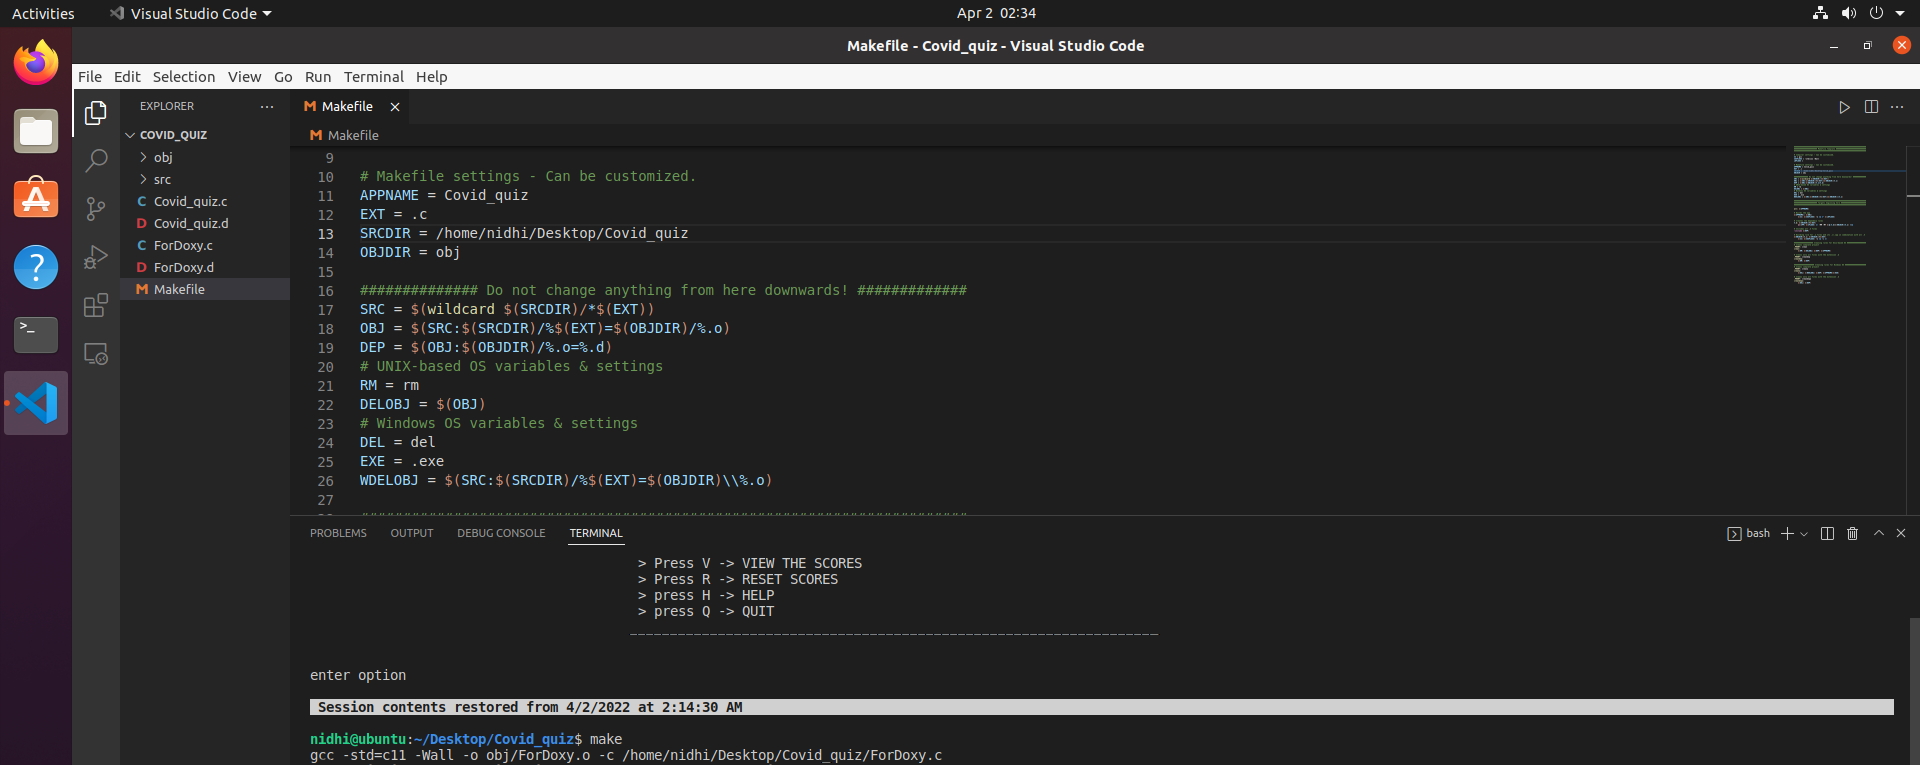 Activities Visual Studio Code Apr 2 02:34
Makefile - Covid_quiz - Visual Studio Code
File Edit Selection View Go Run Terminal Help
EXPLORER
COVID_QUIZ
obj
src
C Covid_quiz.c
D Covid_quiz.d
C ForDoxy.c
D ForDoxy.d
M Makefile
M Makefile
M Makefile
9
10 # Makefile settings - Can be customized.
11 APPNAME = Covid_quiz
12 EXT = .c
13 SRCDIR = /home/nidhi/Desktop/Covid_quiz
14 OBJDIR = obj
15
16 ############## Do not change anything from here downwards! #############
17 SRC = $(wildcard $(SRCDIR)/*$(EXT))
18 OBJ = $(SRC:$(SRCDIR)/%$(EXT)=$(OBJDIR)/%.o)
19 DEP = $(OBJ:$(OBJDIR)/%.o=%.d)
20 # UNIX-based OS variables & settings
21 RM = rm
22 DELOBJ = $(OBJ)
23 # Windows OS variables & settings
24 DEL = del
25 EXE = .exe
26 WDELOBJ = $(SRC:$(SRCDIR)/%$(EXT)=$(OBJDIR)\\%.o)
27
PROBLEMS OUTPUT DEBUG CONSOLE TERMINAL bash
> Press V -> VIEW THE SCORES
> Press R -> RESET SCORES
> press H -> HELP
> press Q -> QUIT
enter option
Session contents restored from 4/2/2022 at 2:14:30 AM
nidhi@ubuntu:~/Desktop/Covid_quiz$ make
gcc -std=c11 -Wall -o obj/ForDoxy.o -c /home/nidhi/Desktop/Covid_quiz/ForDoxy.c